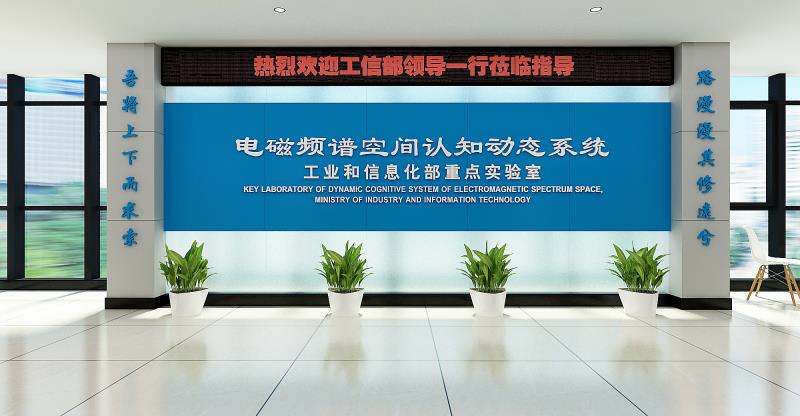 热烈欢迎工信部领导一行莅临指导
电磁频谱空间认知动态系统
工业和信息化部重点实验室
KEY LABORATORY OF DYNAMIC COGNITIVE SYSTEM OF ELECTROMAGNETIC SPECTRUM SPACE,
MINISTRY OF INDUSTRY AND INFORMATION TECHNOLOGY
路漫漫其修远兮
吾将上下而求索